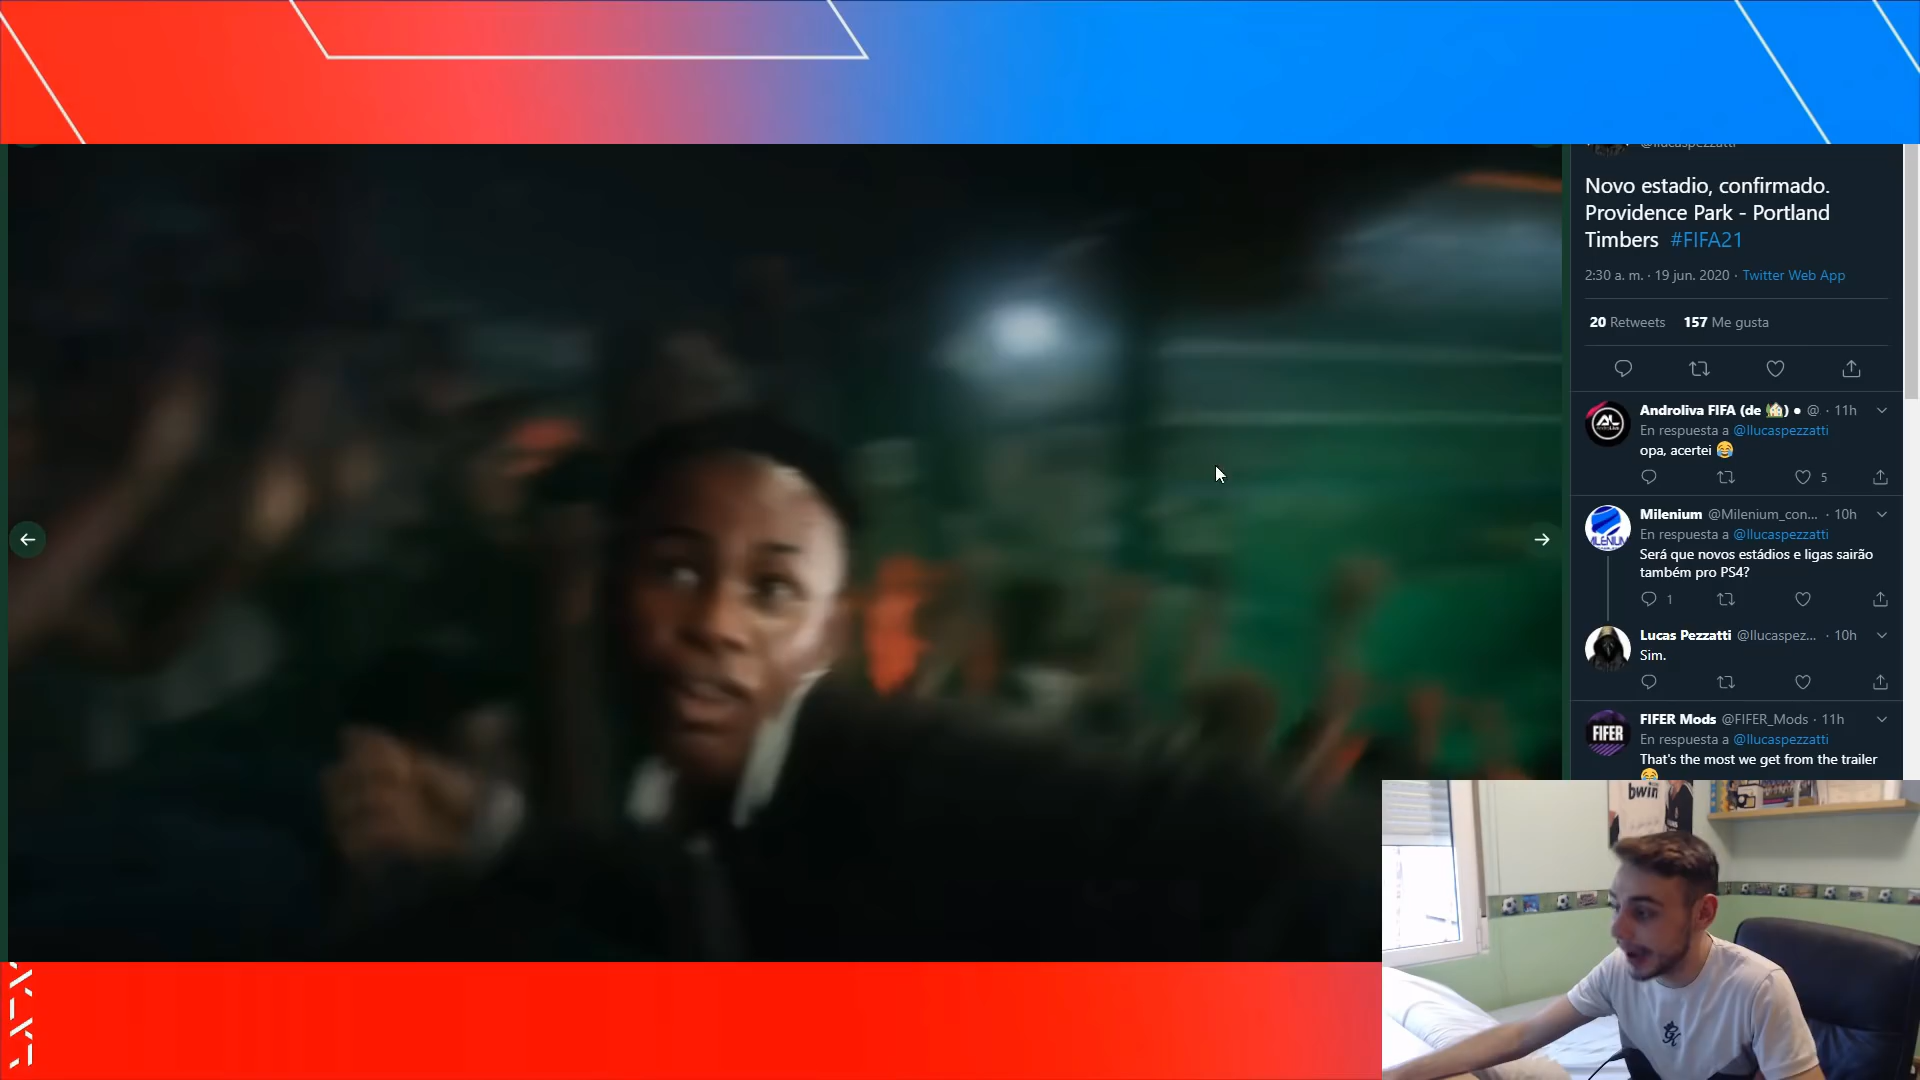 @llucaspezzatti
Novo estadio, confirmado.
Providence Park - Portland
Timbers #FIFA21
2:30 a. m. · 19 jun. 2020 · Twitter Web App
20 Retweets 157 Me gusta
Androliva FIFA (de 🏡) ● @ · 11h
En respuesta a @llucaspezzatti
opa, acertei 😂
5
Milenium @Milenium_con... · 10h
En respuesta a @llucaspezzatti
Será que novos estádios e ligas sairão
também pro PS4?
1
Lucas Pezzatti @llucaspez... · 10h
Sim.
FIFER
FIFER Mods @FIFER_Mods · 11h
En respuesta a @llucaspezzatti
That's the most we get from the trailer
😂
bwin